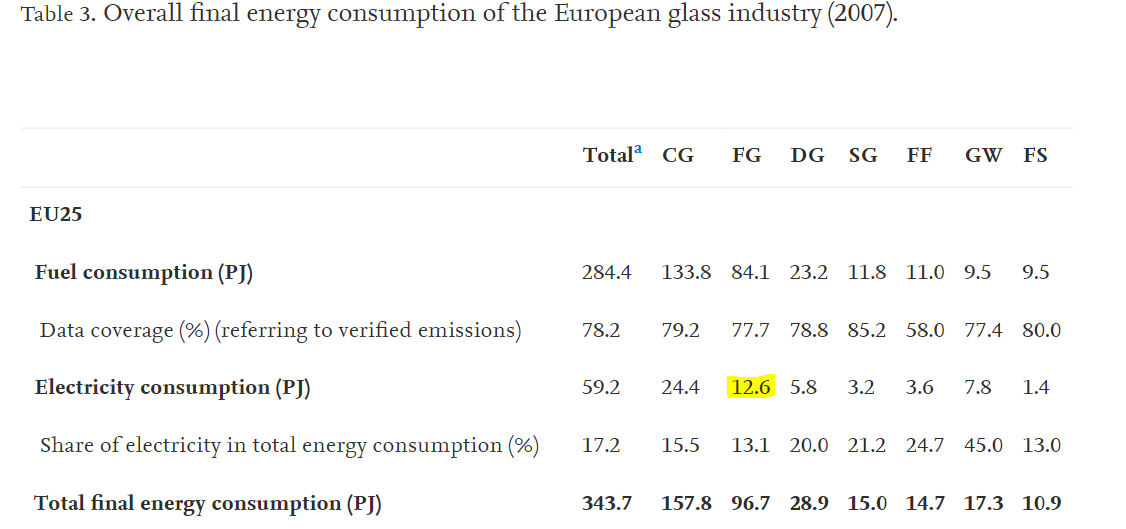 Table 3. Overall final energy consumption of the European glass industry (2007).
Totalᵃ CG FG DG SG FF GW FS
EU25
Fuel consumption (PJ) 284.4 133.8 84.1 23.2 11.8 11.0 9.5 9.5
Data coverage (%) (referring to verified emissions) 78.2 79.2 77.7 78.8 85.2 58.0 77.4 80.0
Electricity consumption (PJ) 59.2 24.4 12.6 5.8 3.2 3.6 7.8 1.4
Share of electricity in total energy consumption (%) 17.2 15.5 13.1 20.0 21.2 24.7 45.0 13.0
Total final energy consumption (PJ) 343.7 157.8 96.7 28.9 15.0 14.7 17.3 10.9